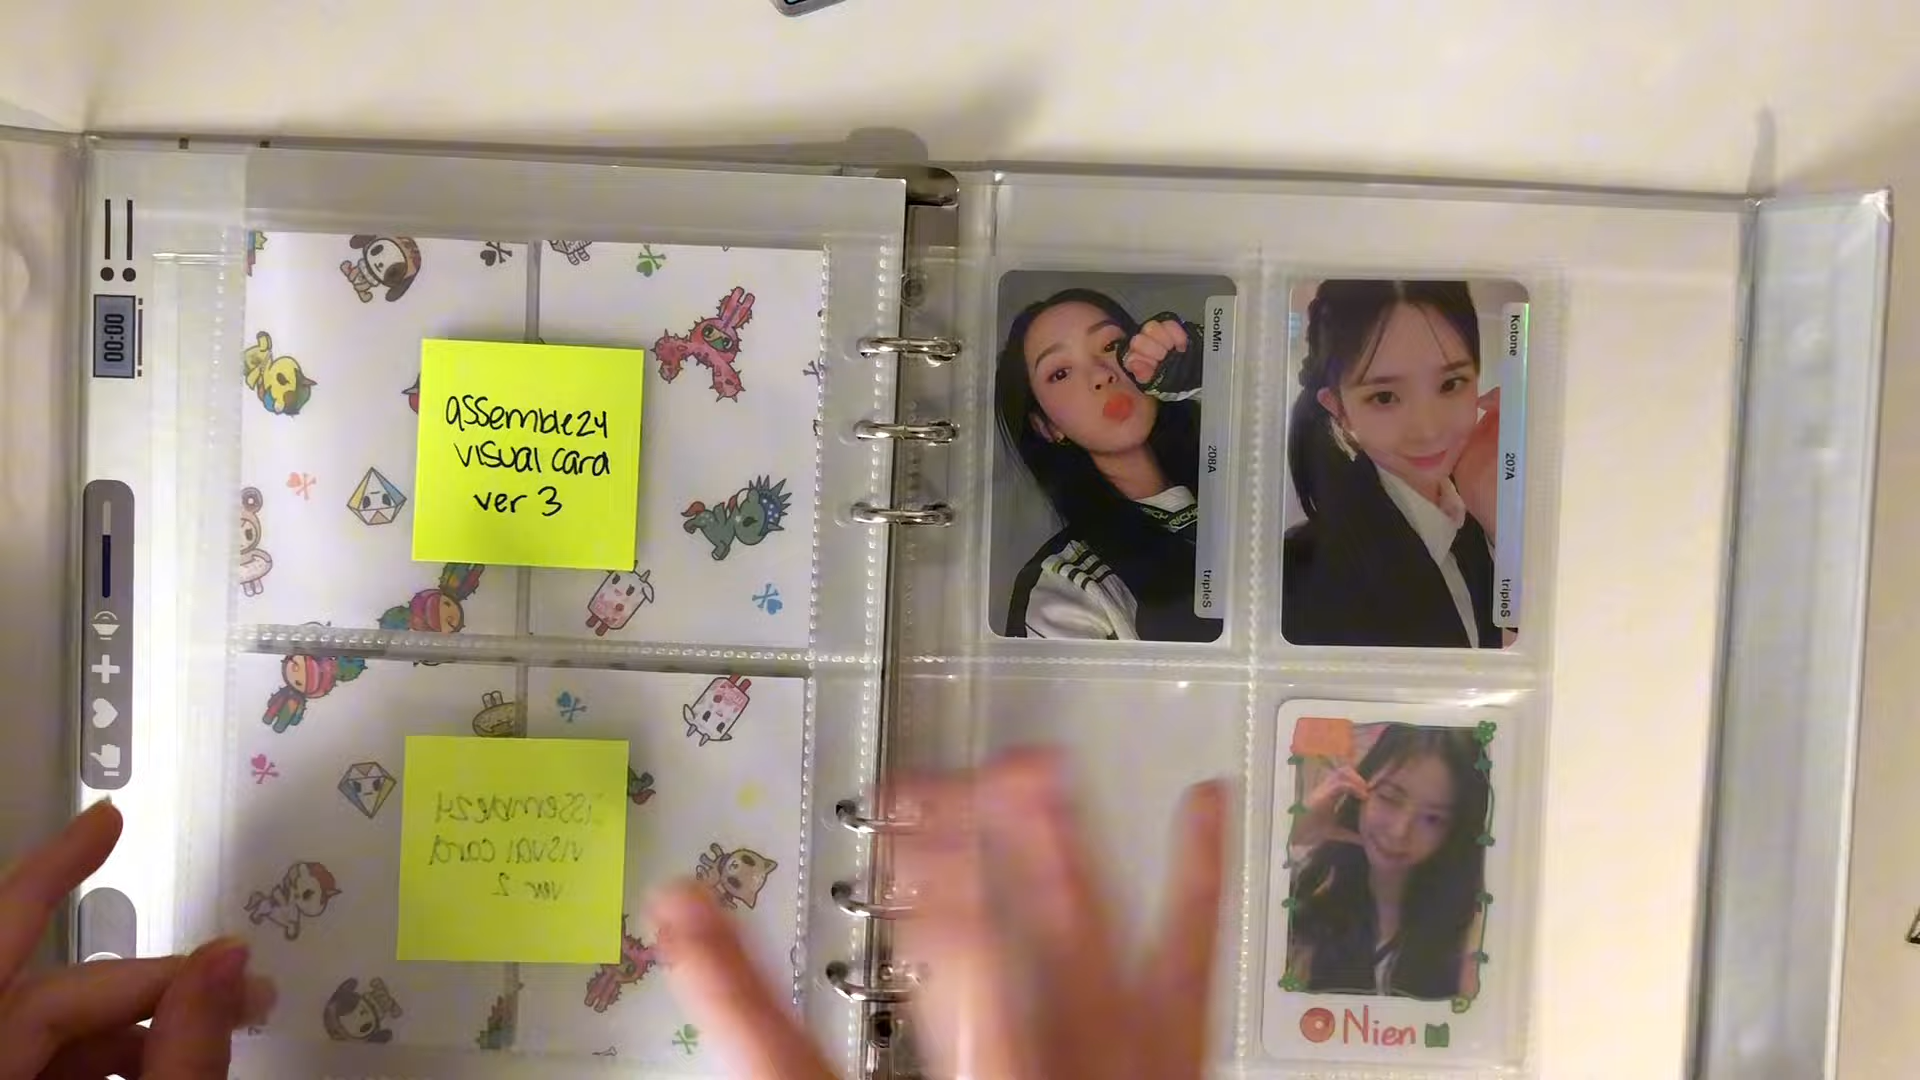 00:00
assemble24
visual card
ver 3
assemble24
visual card
ver 2
SooMin
208A
tripleS
RICHE
Kotone
207A
tripleS
Nien